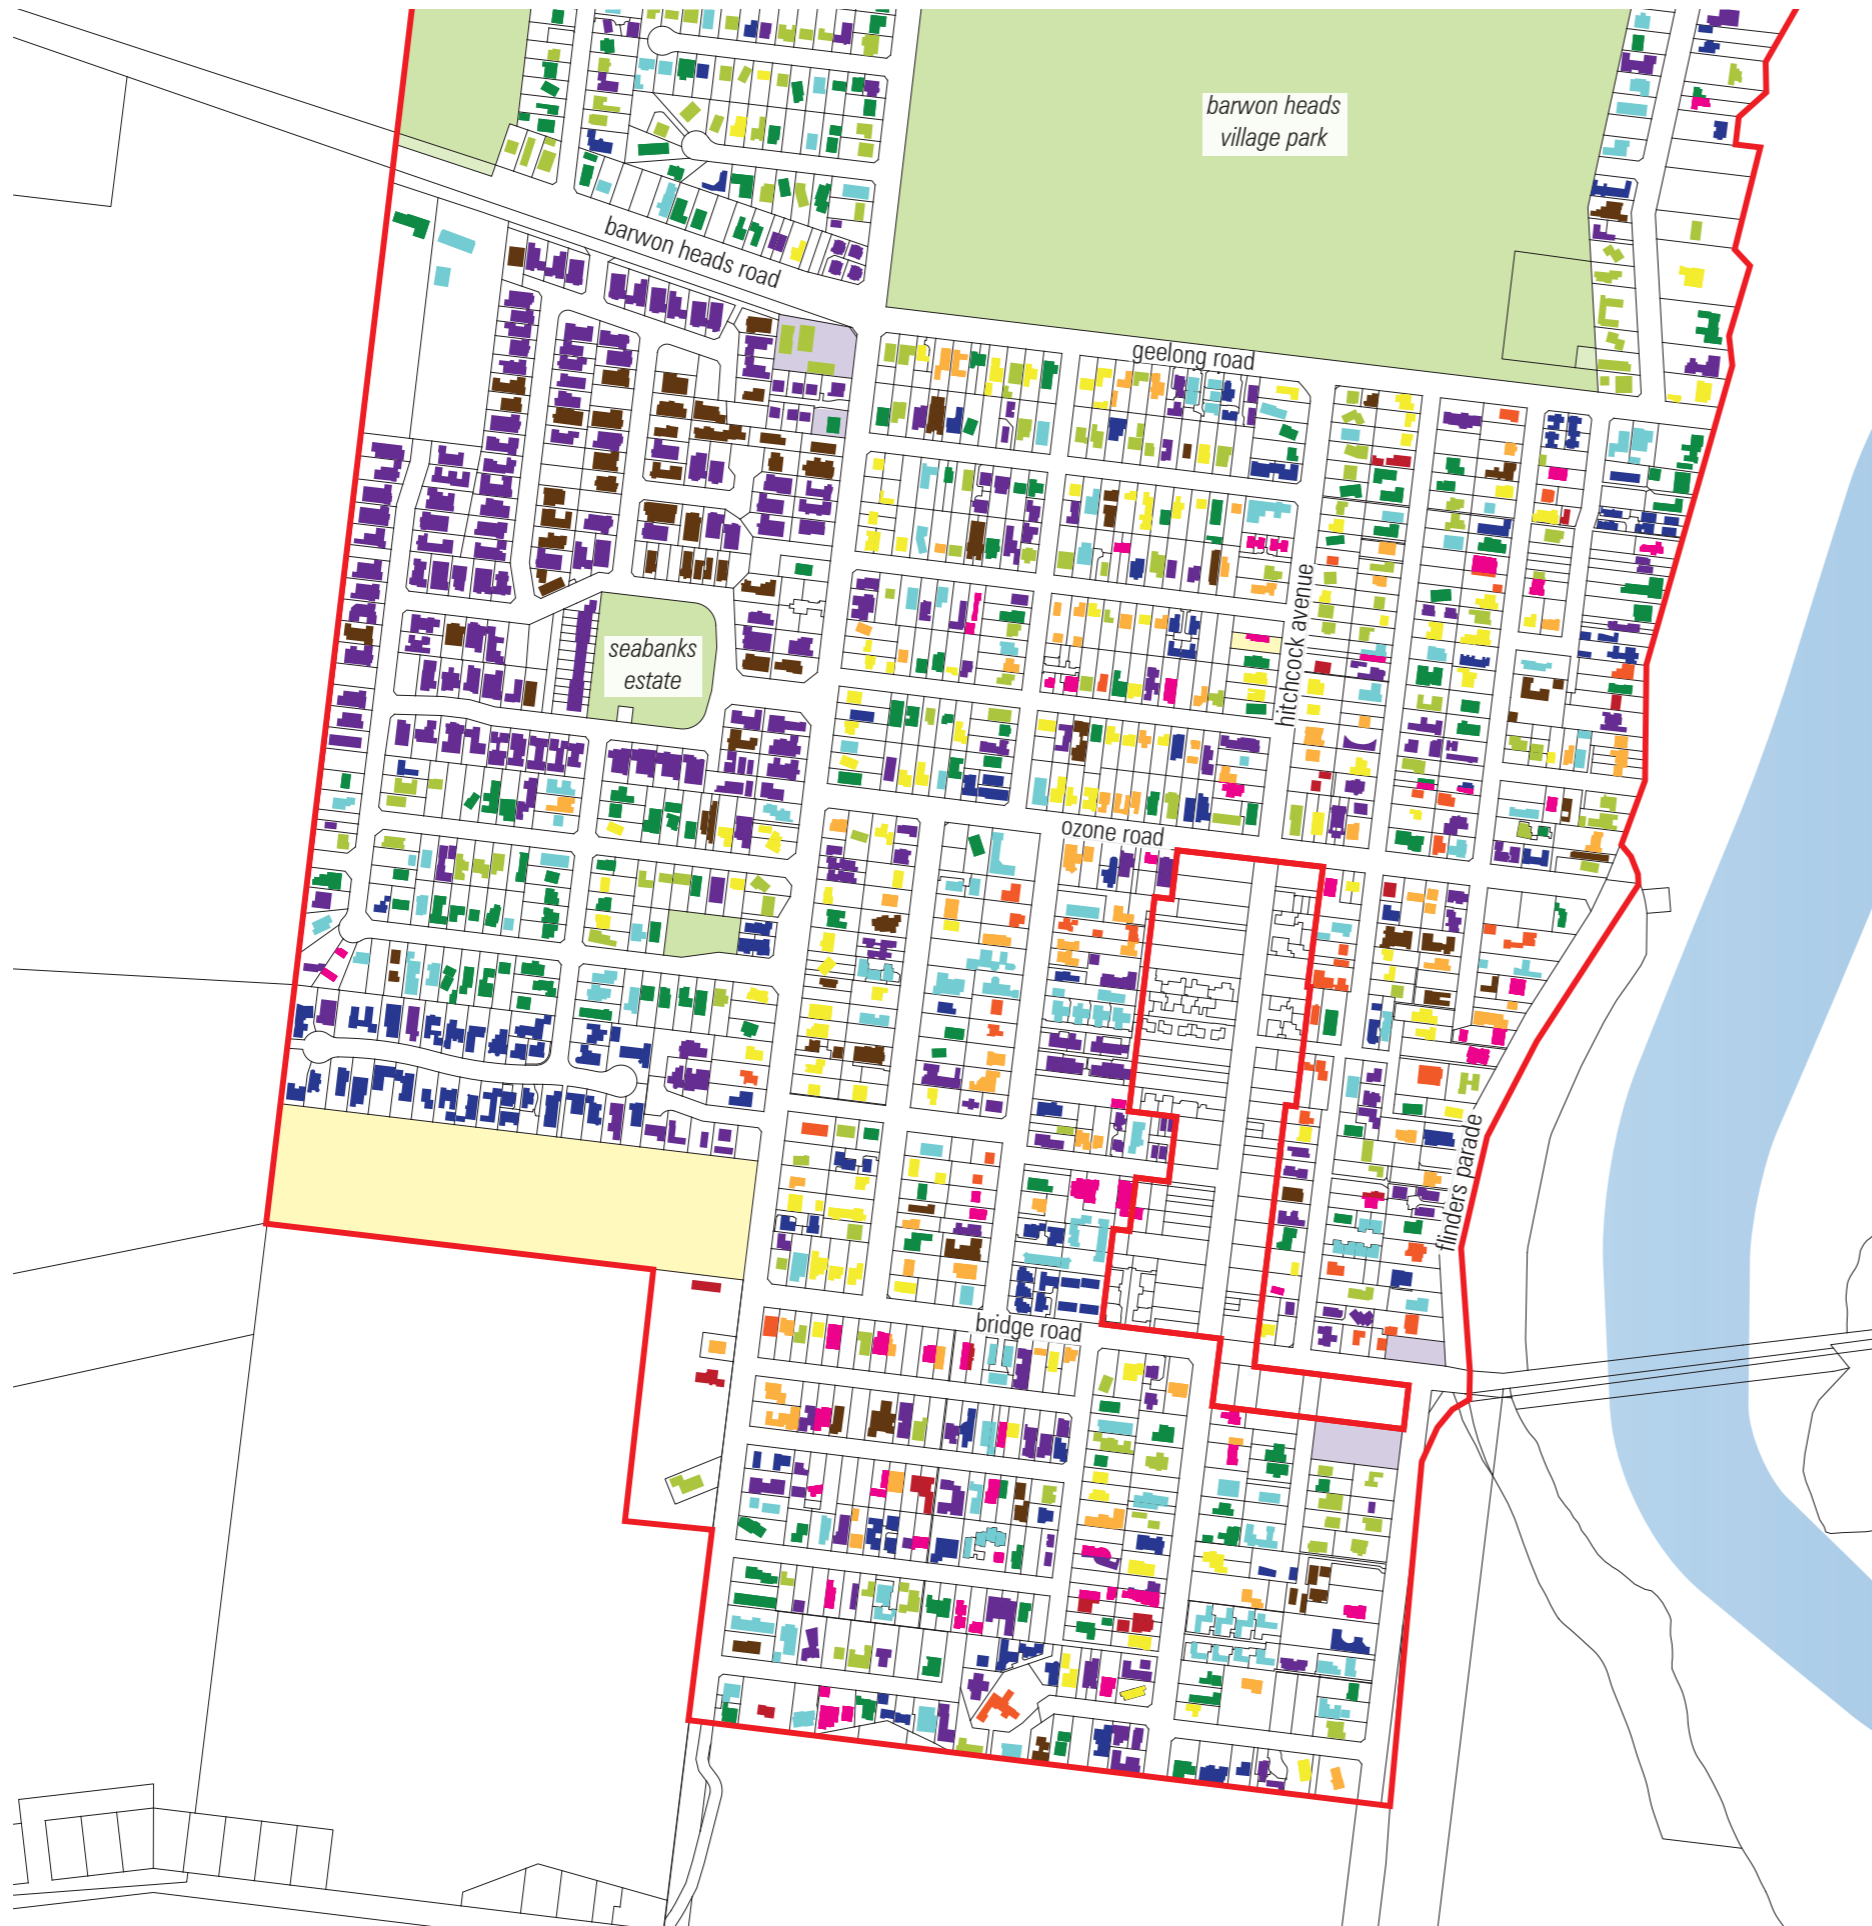 barwon heads
village park
barwon heads road
geelong road
seabanks
estate
hitchcock avenue
ozone road
flinders parade
bridge road